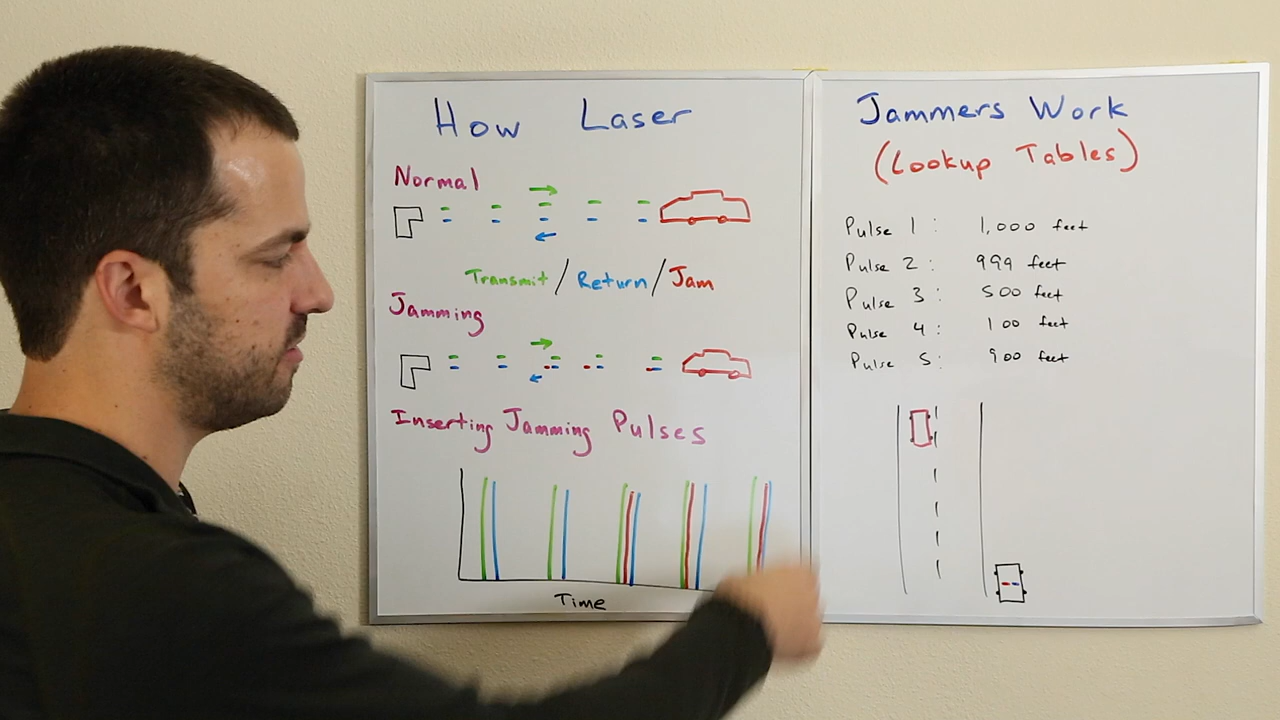 How Laser
Normal
Transmit / Return / Jam
Jamming
Inserting Jamming Pulses
Time
Jammers Work
(Lookup Tables)
Pulse 1 : 1,000 feet
Pulse 2 : 999 feet
Pulse 3 : 500 feet
Pulse 4 : 100 feet
Pulse 5 : 900 feet